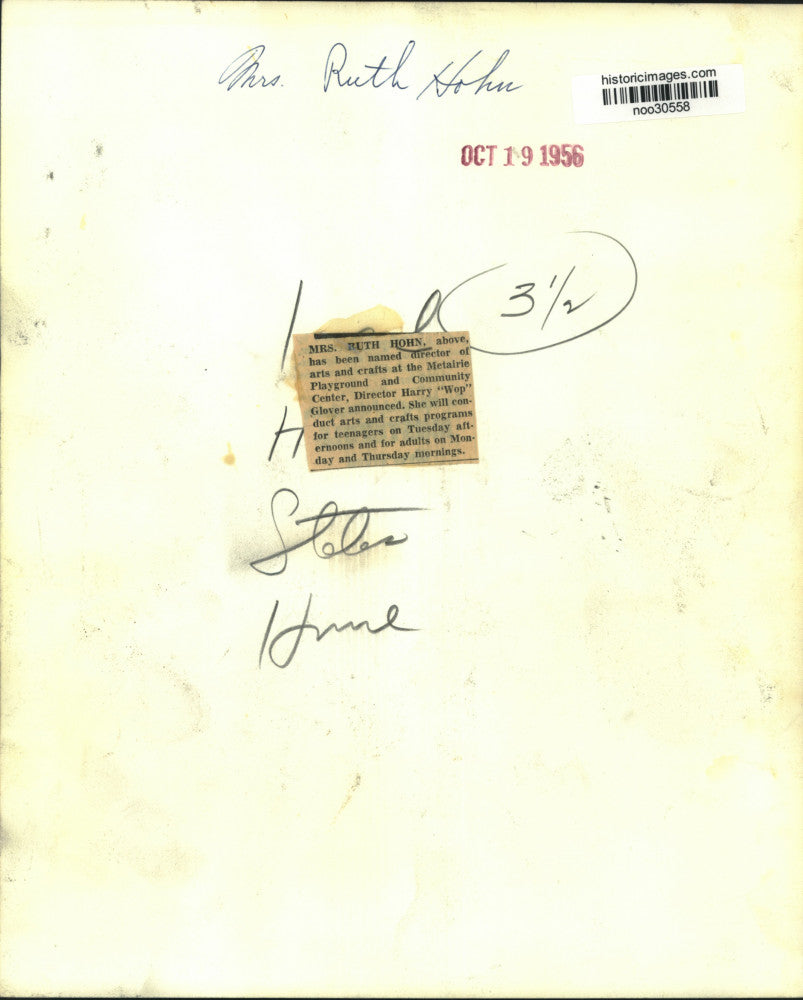 Mrs. Ruth Hohn
historicimages.com
noo30558
OCT 19 1956
3 1/2
MRS. RUTH HOHN, above,
has been named director of
arts and crafts at the Metairie
Playground and Community
Center, Director Harry "Wop"
Glover announced. She will con-
duct arts and crafts programs
for teenagers on Tuesday aft-
ernoons and for adults on Mon-
day and Thursday mornings.
H
States